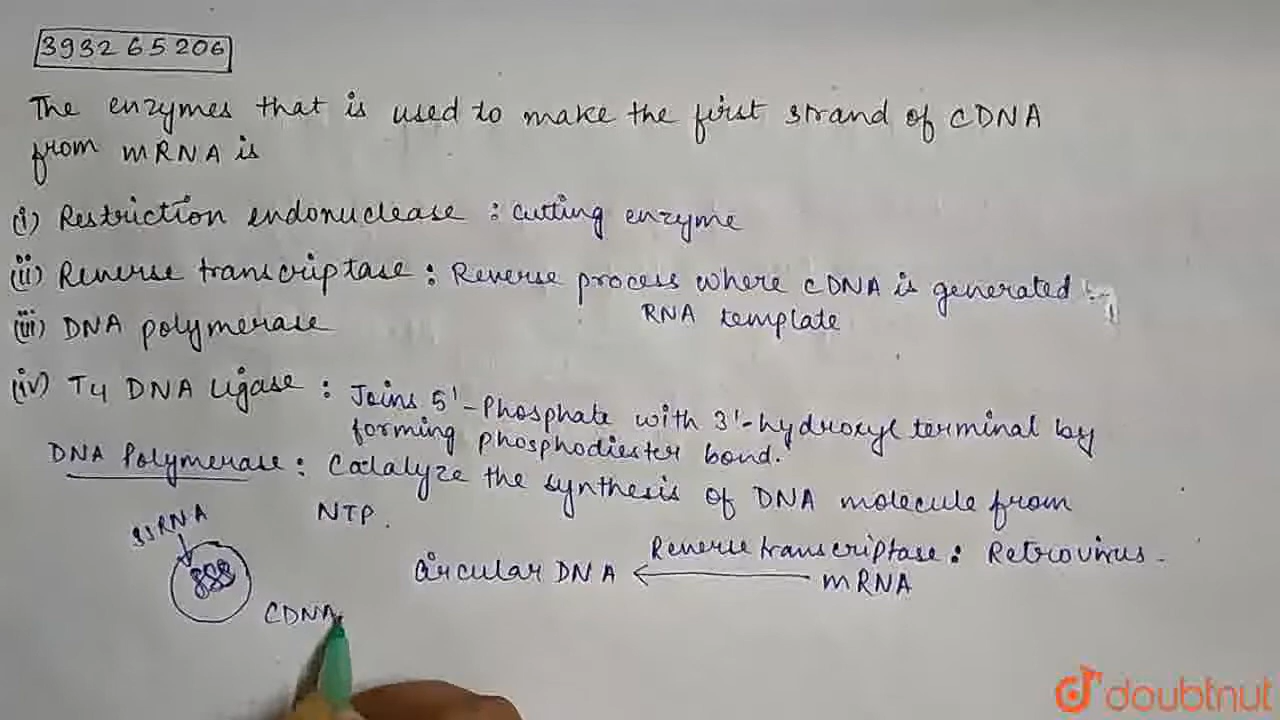 393265206
The enzymes that is used to make the first strand of CDNA
from mRNA is
(i) Restriction endonuclease : cutting enzyme
(ii) Reverse transcriptase : Reverse process where CDNA is generated
RNA template
(iii) DNA polymerase
(iv) T4 DNA ligase : Joins 5'-Phosphate with 3'-hydroxyl terminal by
forming phosphodiester bond.
DNA Polymerase : Catalyze the synthesis of DNA molecule from
NTP.
ssRNA
Reverse transcriptase : Retrovirus.
circular DNA ← mRNA
CDNA
doubtnut